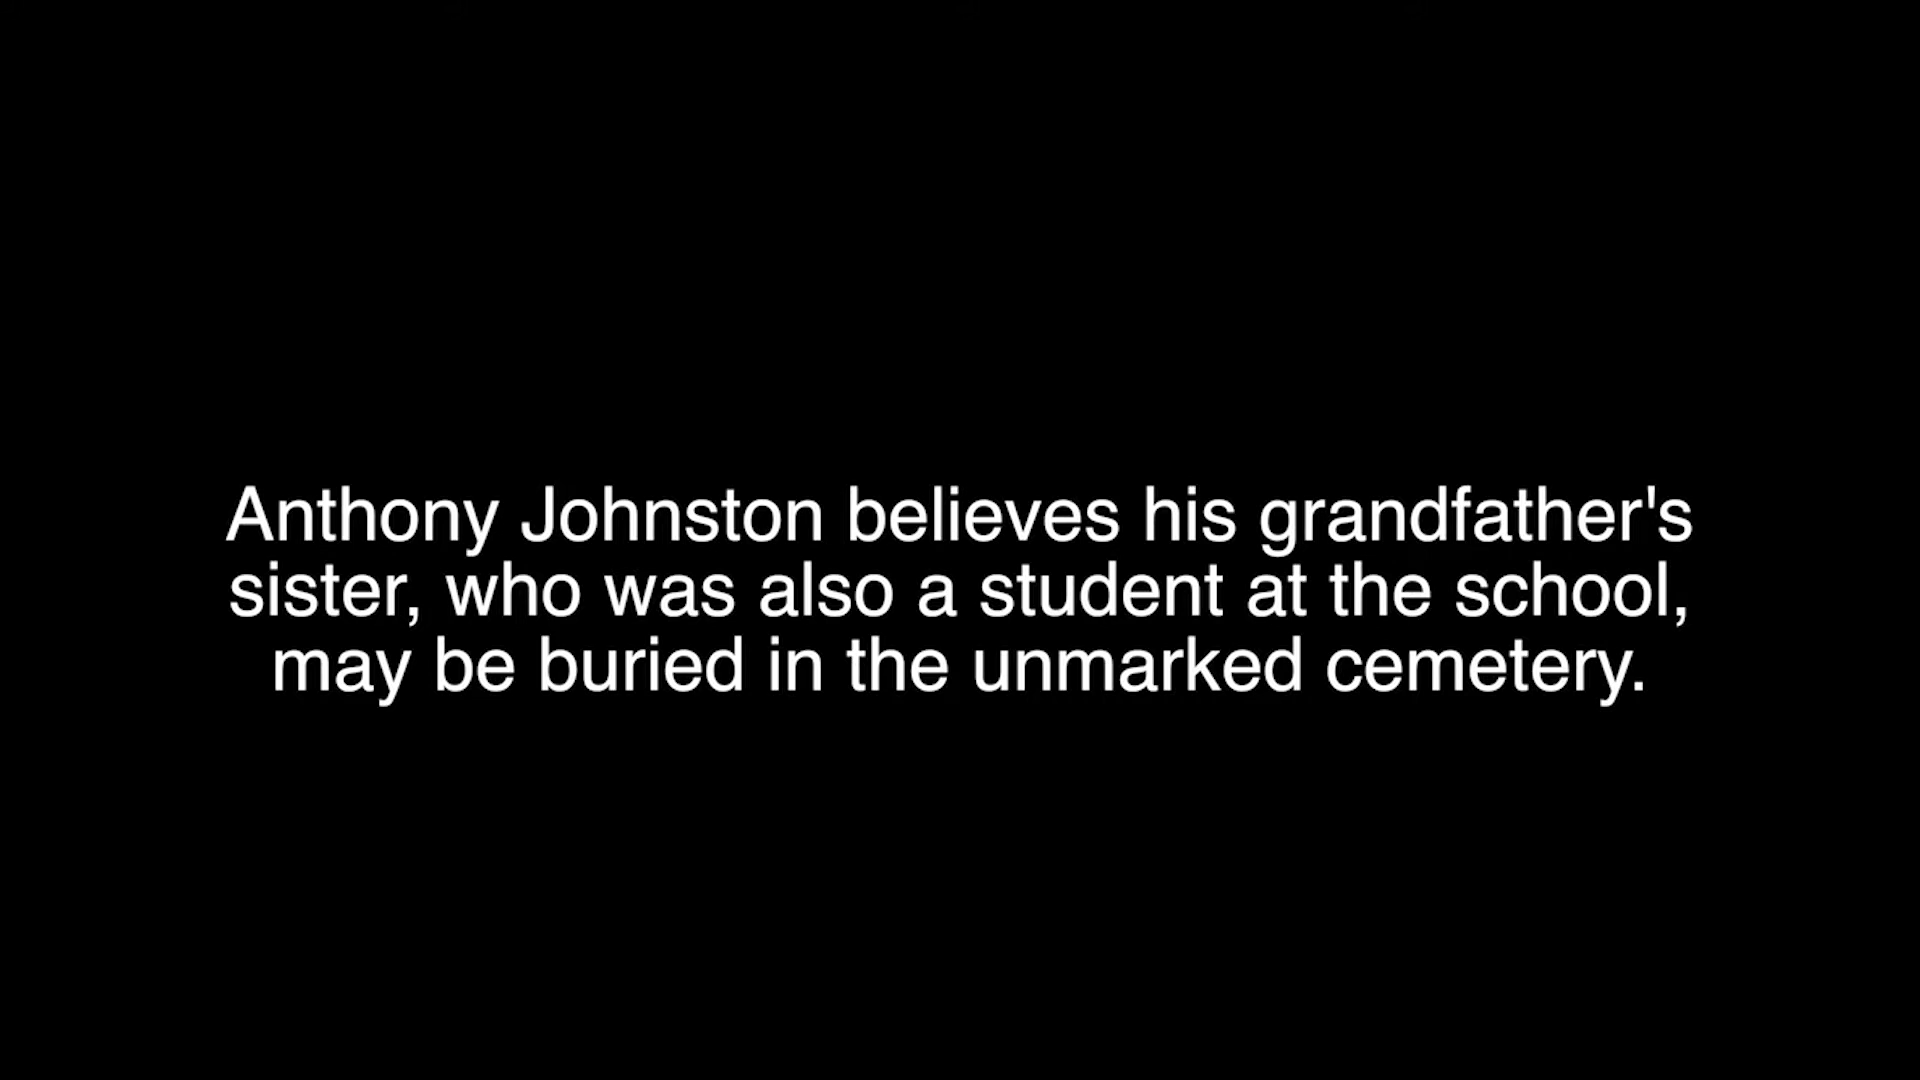 Anthony Johnston believes his grandfather's
sister, who was also a student at the school,
may be buried in the unmarked cemetery.